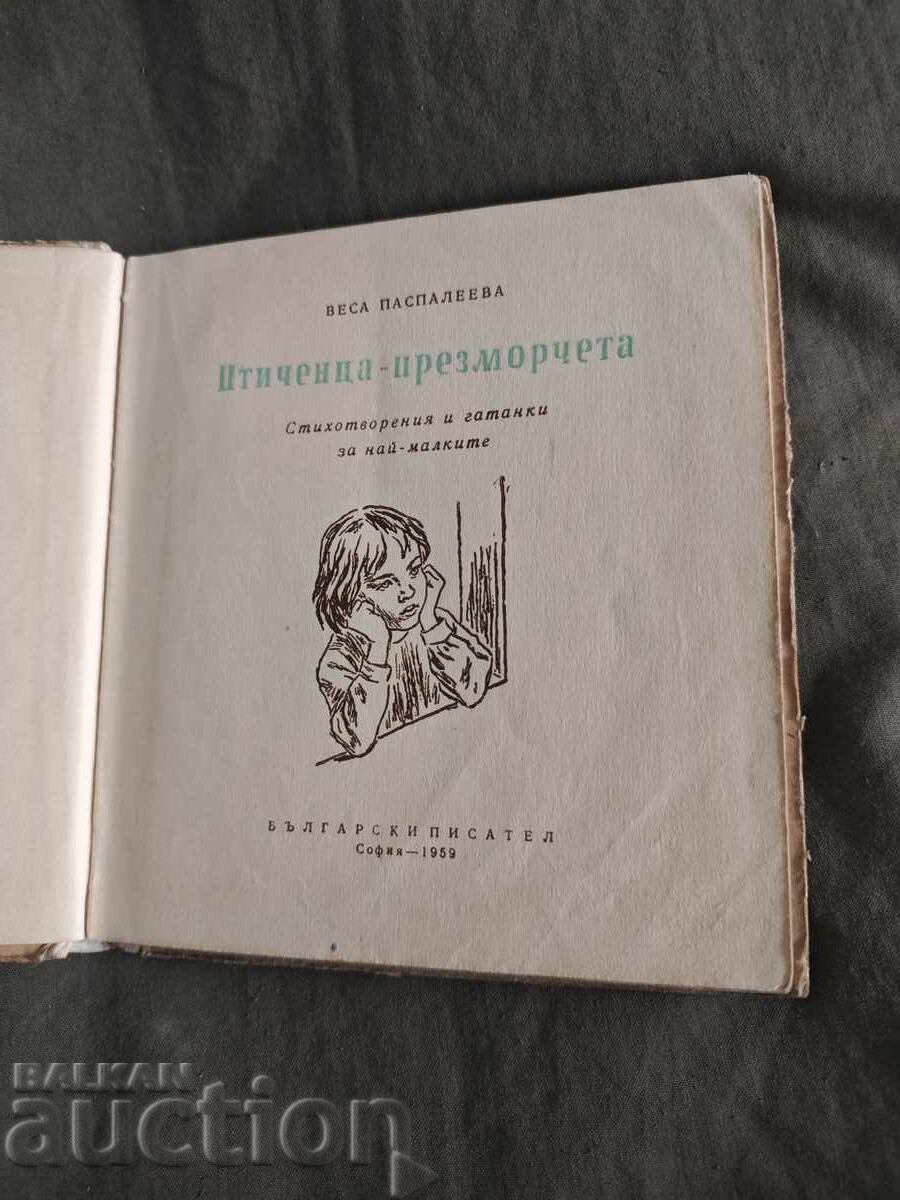 ВЕСА ПАСПАЛЕЕВА
Птиченца-презморчета
Стихотворения и гатанки
за най-малките
БЪЛГАРСКИ ПИСАТЕЛ
София—1959
BALKAN
auction